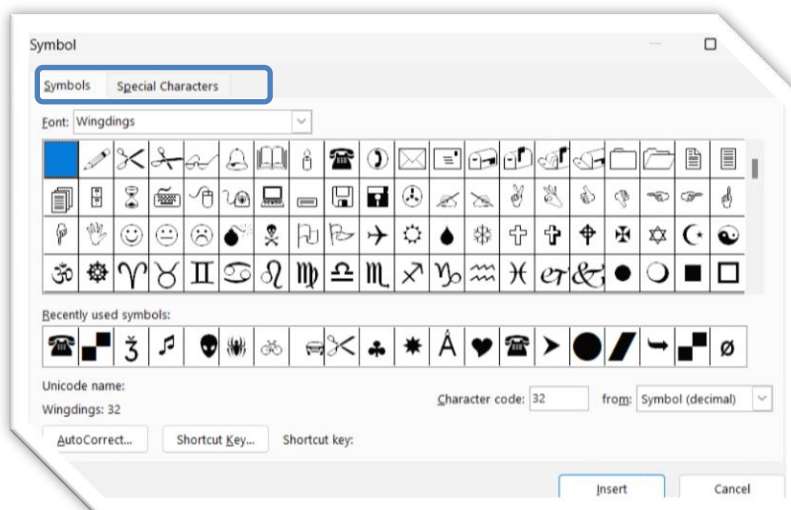 Symbol
Symbols Special Characters
Font: Wingdings
Recently used symbols:
Unicode name:
Wingdings: 32
Character code: 32 from: Symbol (decimal)
AutoCorrect... Shortcut Key... Shortcut key:
Insert Cancel